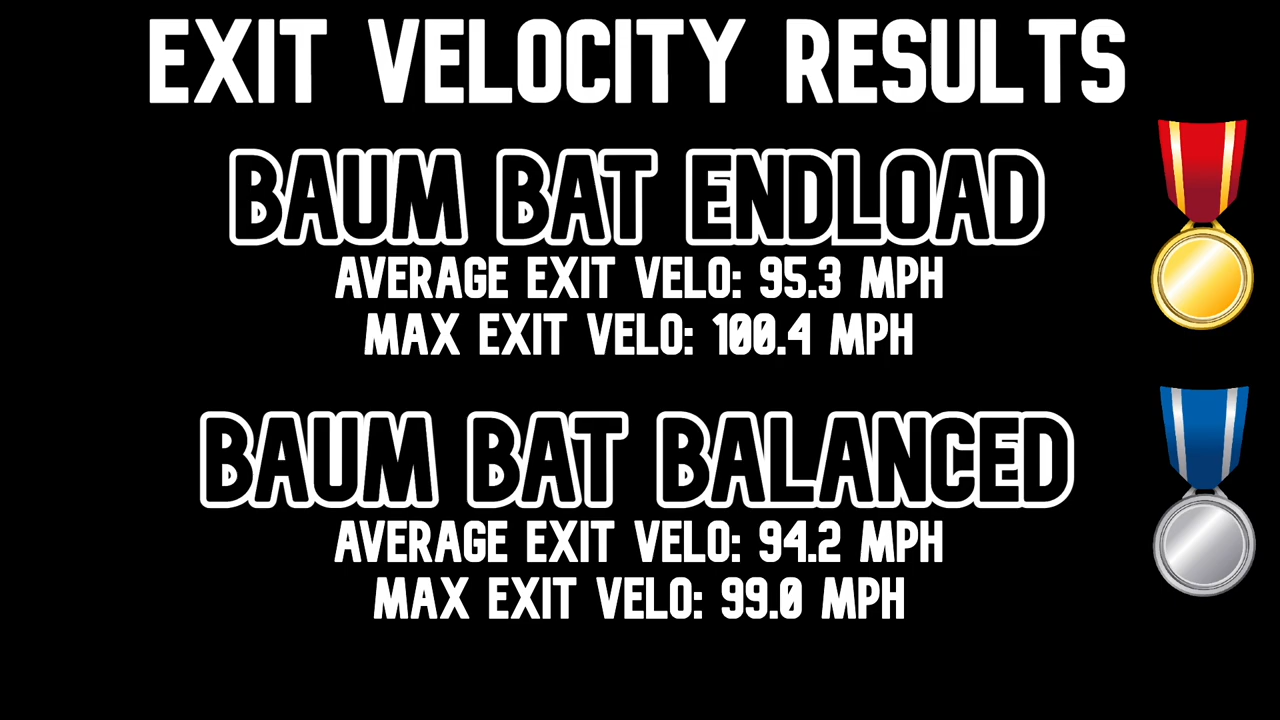 EXIT VELOCITY RESULTS
BAUM BAT ENDLOAD
AVERAGE EXIT VELO: 95.3 MPH
MAX EXIT VELO: 100.4 MPH
BAUM BAT BALANCED
AVERAGE EXIT VELO: 94.2 MPH
MAX EXIT VELO: 99.0 MPH